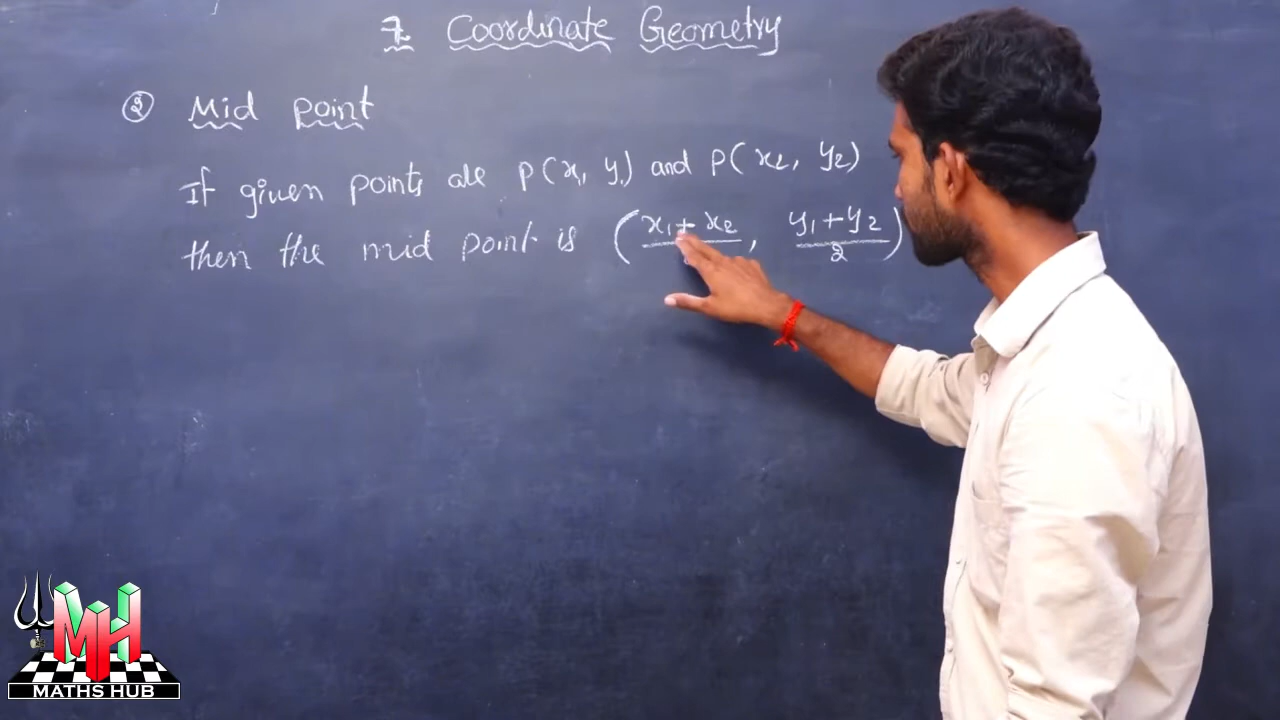 7. Coordinate Geometry
② Mid point
If given points are P(x₁, y₁) and P(x₂, y₂)
then the mid point is (x₁+x₂/2, y₁+y₂/2)
MH
MATHS HUB